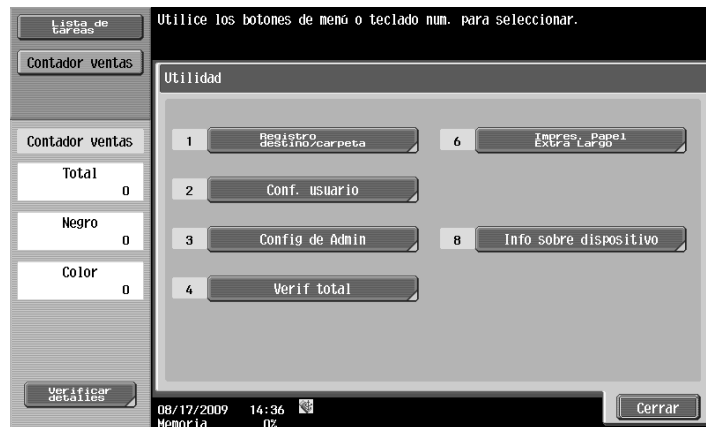 Lista de
tareas
Contador ventas
Utilice los botones de menú o teclado num. para seleccionar.
Utilidad
Contador ventas
Total
0
Negro
0
Color
0
Verificar
detalles
1
Registro
destino/carpeta
2
Conf. usuario
3
Config de Admin
4
Verif total
6
Impres. Papel
Extra Largo
8
Info sobre dispositivo
08/17/2009 14:36
Memoria 0%
Cerrar